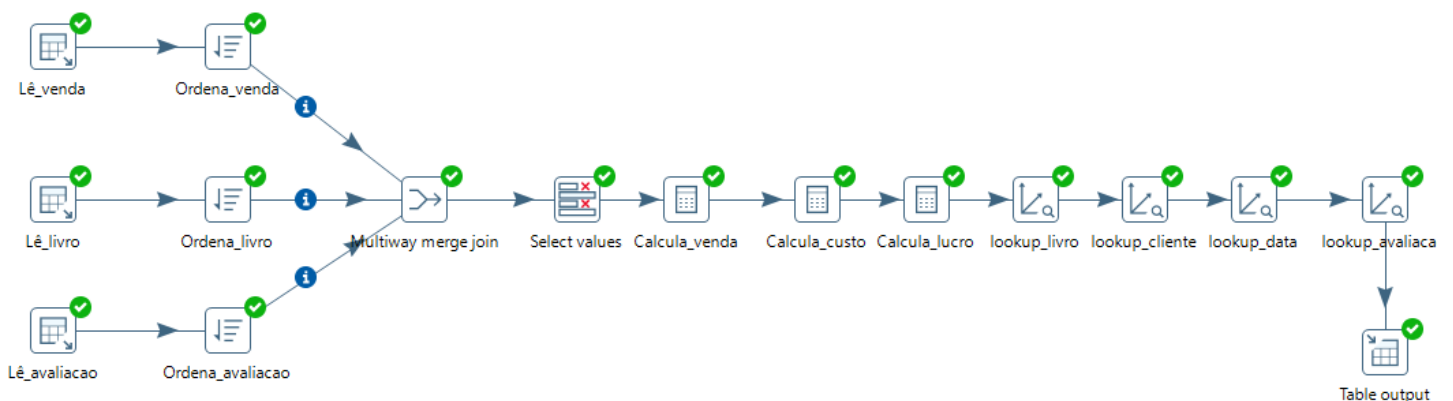 Lê_venda
Ordena_venda
Lê_livro
Ordena_livro
Multiway merge join
Select values
Calcula_venda
Calcula_custo
Calcula_lucro
lookup_livro
lookup_cliente
lookup_data
lookup_avaliaca
Lê_avaliacao
Ordena_avaliacao
Table output